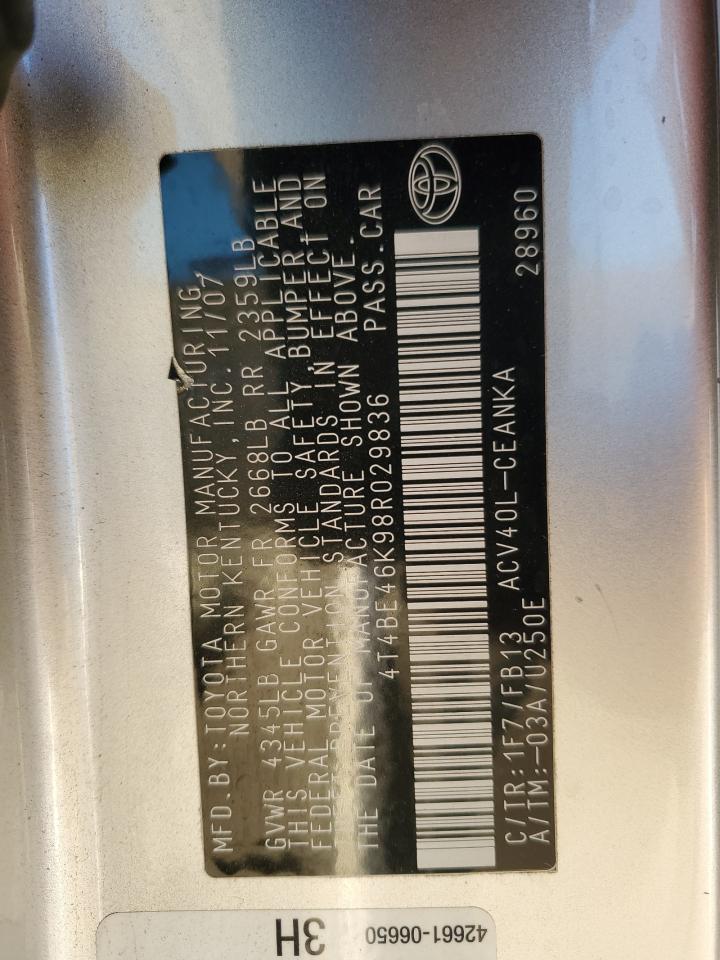 MFD. BY: TOYOTA MOTOR MANUFACTURING,
NORTHERN KENTUCKY, INC. 11/07
GVWR 4345LB GAWR FR 2668LB RR 2359LB
THIS VEHICLE CONFORMS TO ALL APPLICABLE
FEDERAL MOTOR VEHICLE SAFETY, BUMPER, AND
THEFT PREVENTION STANDARDS IN EFFECT ON
THE DATE OF MANUFACTURE SHOWN ABOVE.
4T4BE46K98R029836 PASS. CAR
C/TR: 1F7/FB13 ACV40L-CEANKA 28960
A/TM: -03A/U250E
42661-06650
3H